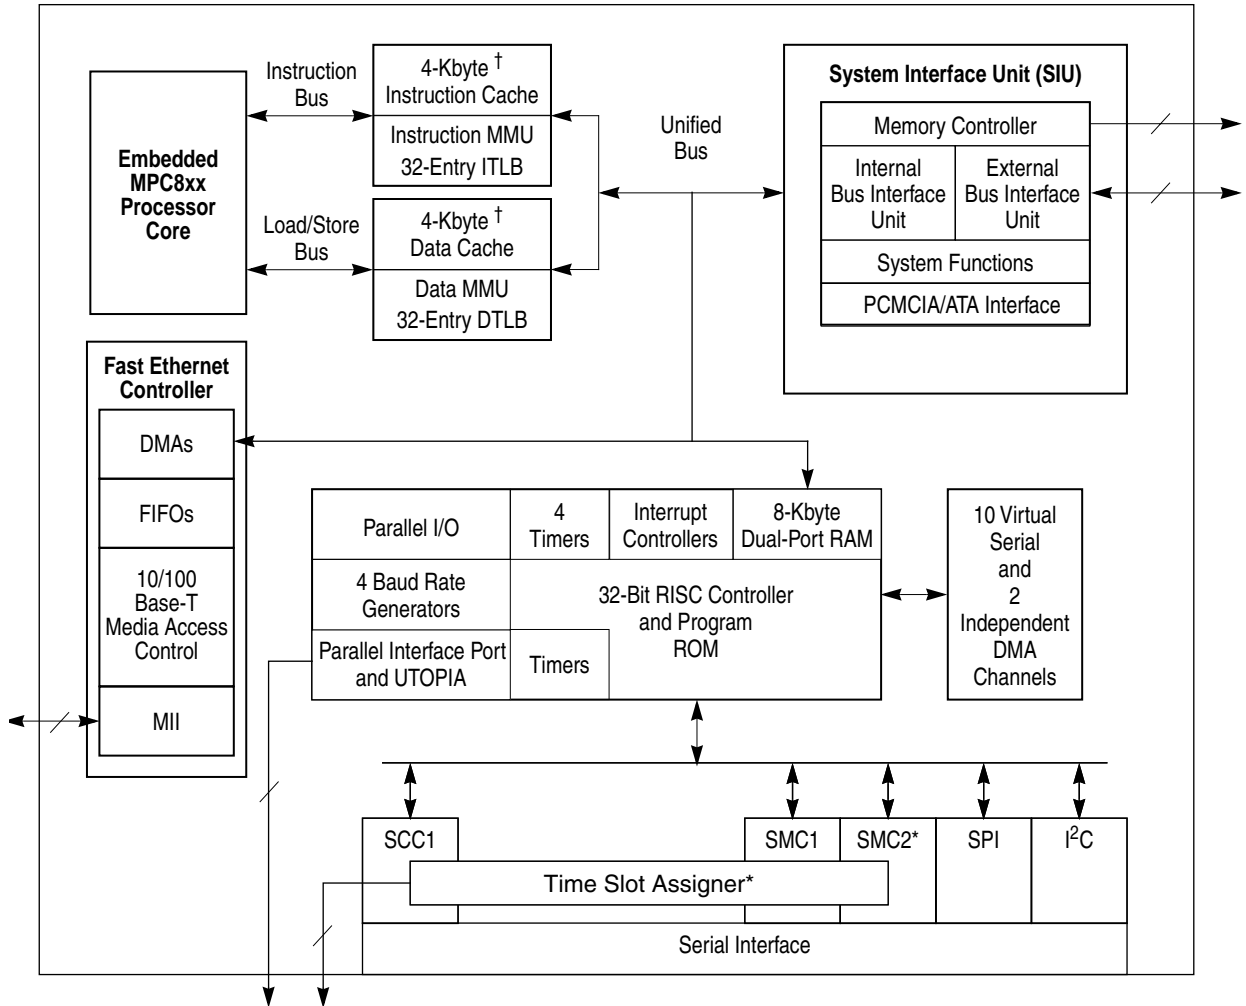 Embedded
MPC8xx
Processor
Core
Instruction
Bus
Load/Store
Bus
4-Kbyte †
Instruction Cache
Instruction MMU
32-Entry ITLB
4-Kbyte †
Data Cache
Data MMU
32-Entry DTLB
Unified
Bus
System Interface Unit (SIU)
Memory Controller
Internal
Bus Interface
Unit
External
Bus Interface
Unit
System Functions
PCMCIA/ATA Interface
Fast Ethernet
Controller
DMAs
FIFOs
10/100
Base-T
Media Access
Control
MII
Parallel I/O
4
Timers
Interrupt
Controllers
8-Kbyte
Dual-Port RAM
4 Baud Rate
Generators
32-Bit RISC Controller
and Program
ROM
Parallel Interface Port
and UTOPIA
Timers
10 Virtual
Serial
and
2
Independent
DMA
Channels
SCC1
SMC1
SMC2*
SPI
I²C
Time Slot Assigner*
Serial Interface